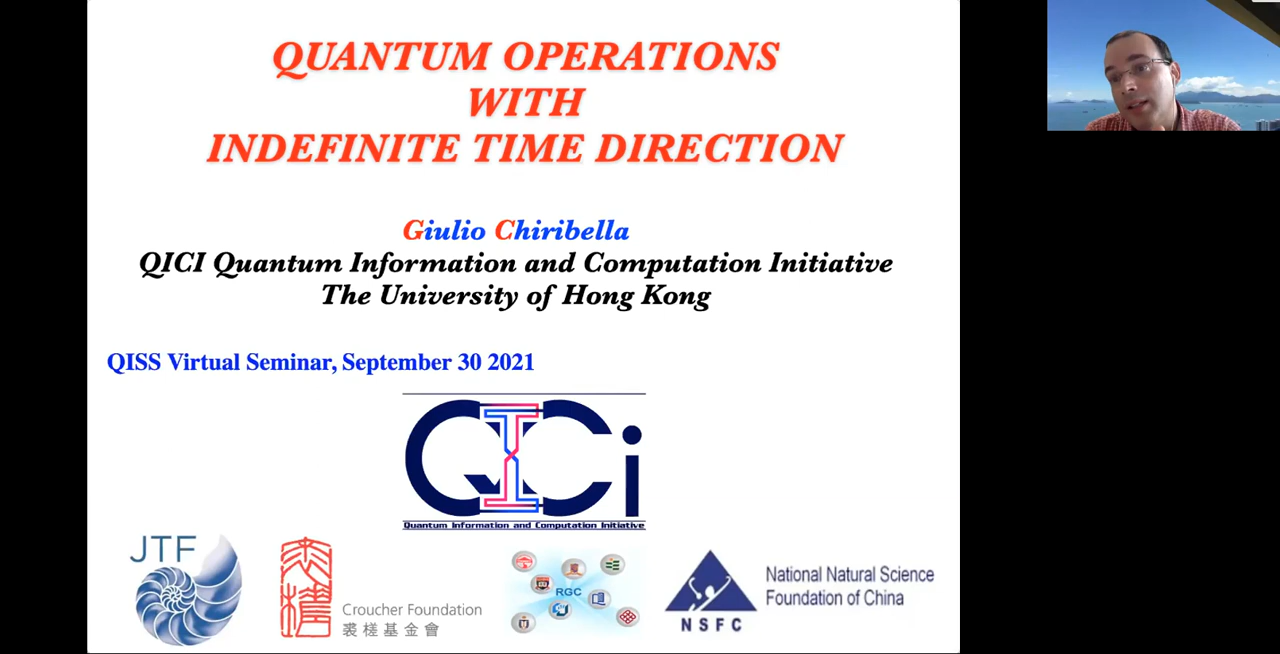 QUANTUM OPERATIONS
WITH
INDEFINITE TIME DIRECTION
Giulio Chiribella
QICI Quantum Information and Computation Initiative
The University of Hong Kong
QISS Virtual Seminar, September 30 2021
QICi
Quantum Information and Computation Initiative
JTF
Croucher Foundation
裘槎基金會
裘槎
RGC
NSFC
National Natural Science
Foundation of China